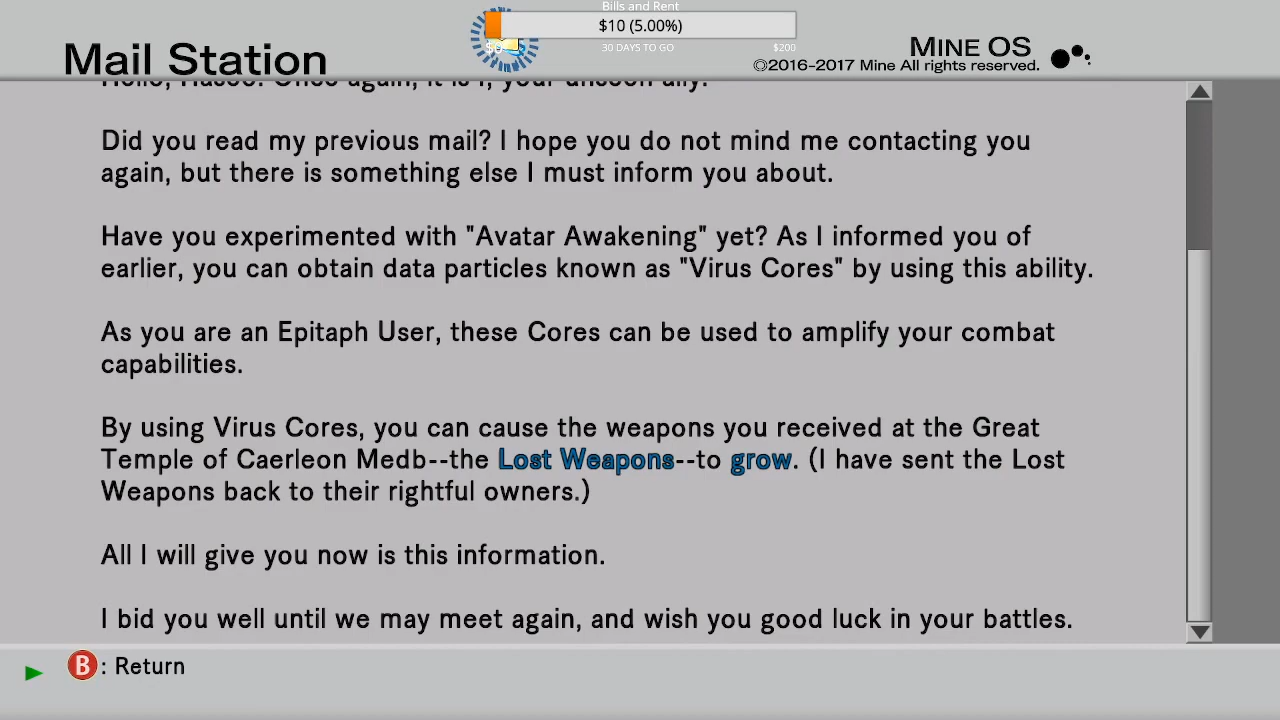 Bills and Rent
$10 (5.00%)
30 DAYS TO GO
$200
Mail Station
MINE OS
©2016-2017 Mine All rights reserved.
Did you read my previous mail? I hope you do not mind me contacting you
again, but there is something else I must inform you about.
Have you experimented with "Avatar Awakening" yet? As I informed you of
earlier, you can obtain data particles known as "Virus Cores" by using this ability.
As you are an Epitaph User, these Cores can be used to amplify your combat
capabilities.
By using Virus Cores, you can cause the weapons you received at the Great
Temple of Caerleon Medb--the Lost Weapons--to grow. (I have sent the Lost
Weapons back to their rightful owners.)
All I will give you now is this information.
I bid you well until we may meet again, and wish you good luck in your battles.
B: Return